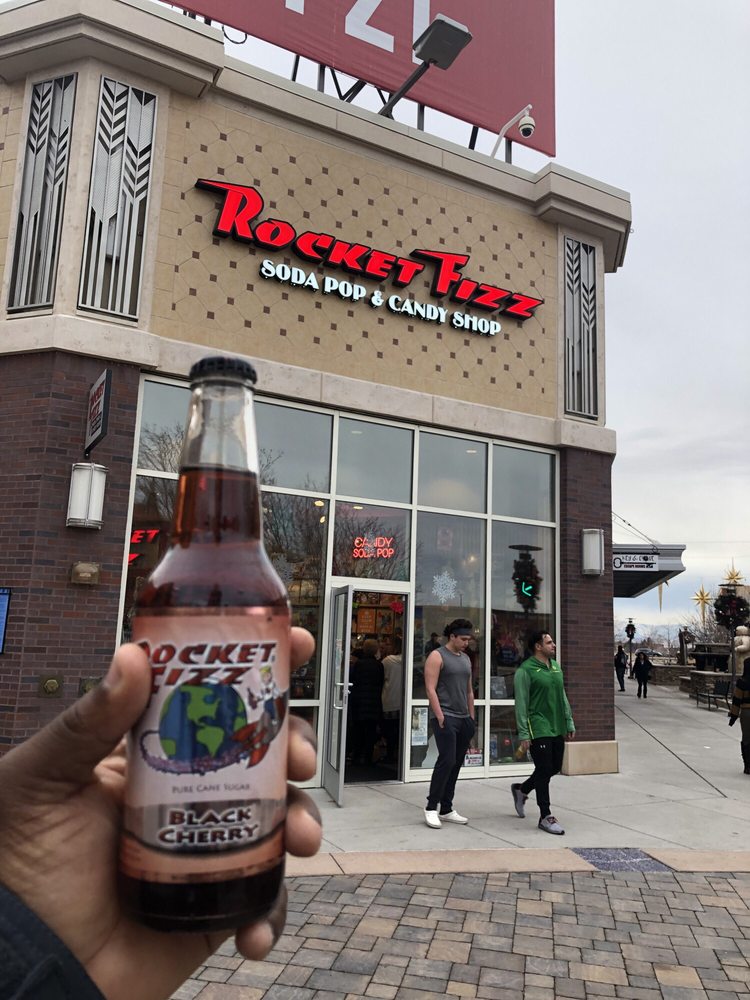 ROCKET FIZZ
SODA POP & CANDY SHOP
CANDY
SODA POP
ROCKET
FIZZ
PURE CANE SUGAR
BLACK
CHERRY